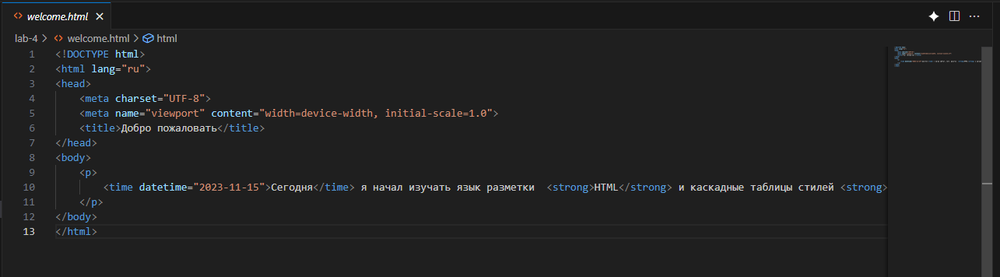 welcome.html
lab-4 > welcome.html > html
1 <!DOCTYPE html>
2 <html lang="ru">
3 <head>
4 <meta charset="UTF-8">
5 <meta name="viewport" content="width=device-width, initial-scale=1.0">
6 <title>Добро пожаловать</title>
7 </head>
8 <body>
9 <p>
10 <time datetime="2023-11-15">Сегодня</time> я начал изучать язык разметки  <strong>HTML</strong> и каскадные таблицы стилей <strong>
11 </p>
12 </body>
13 </html>